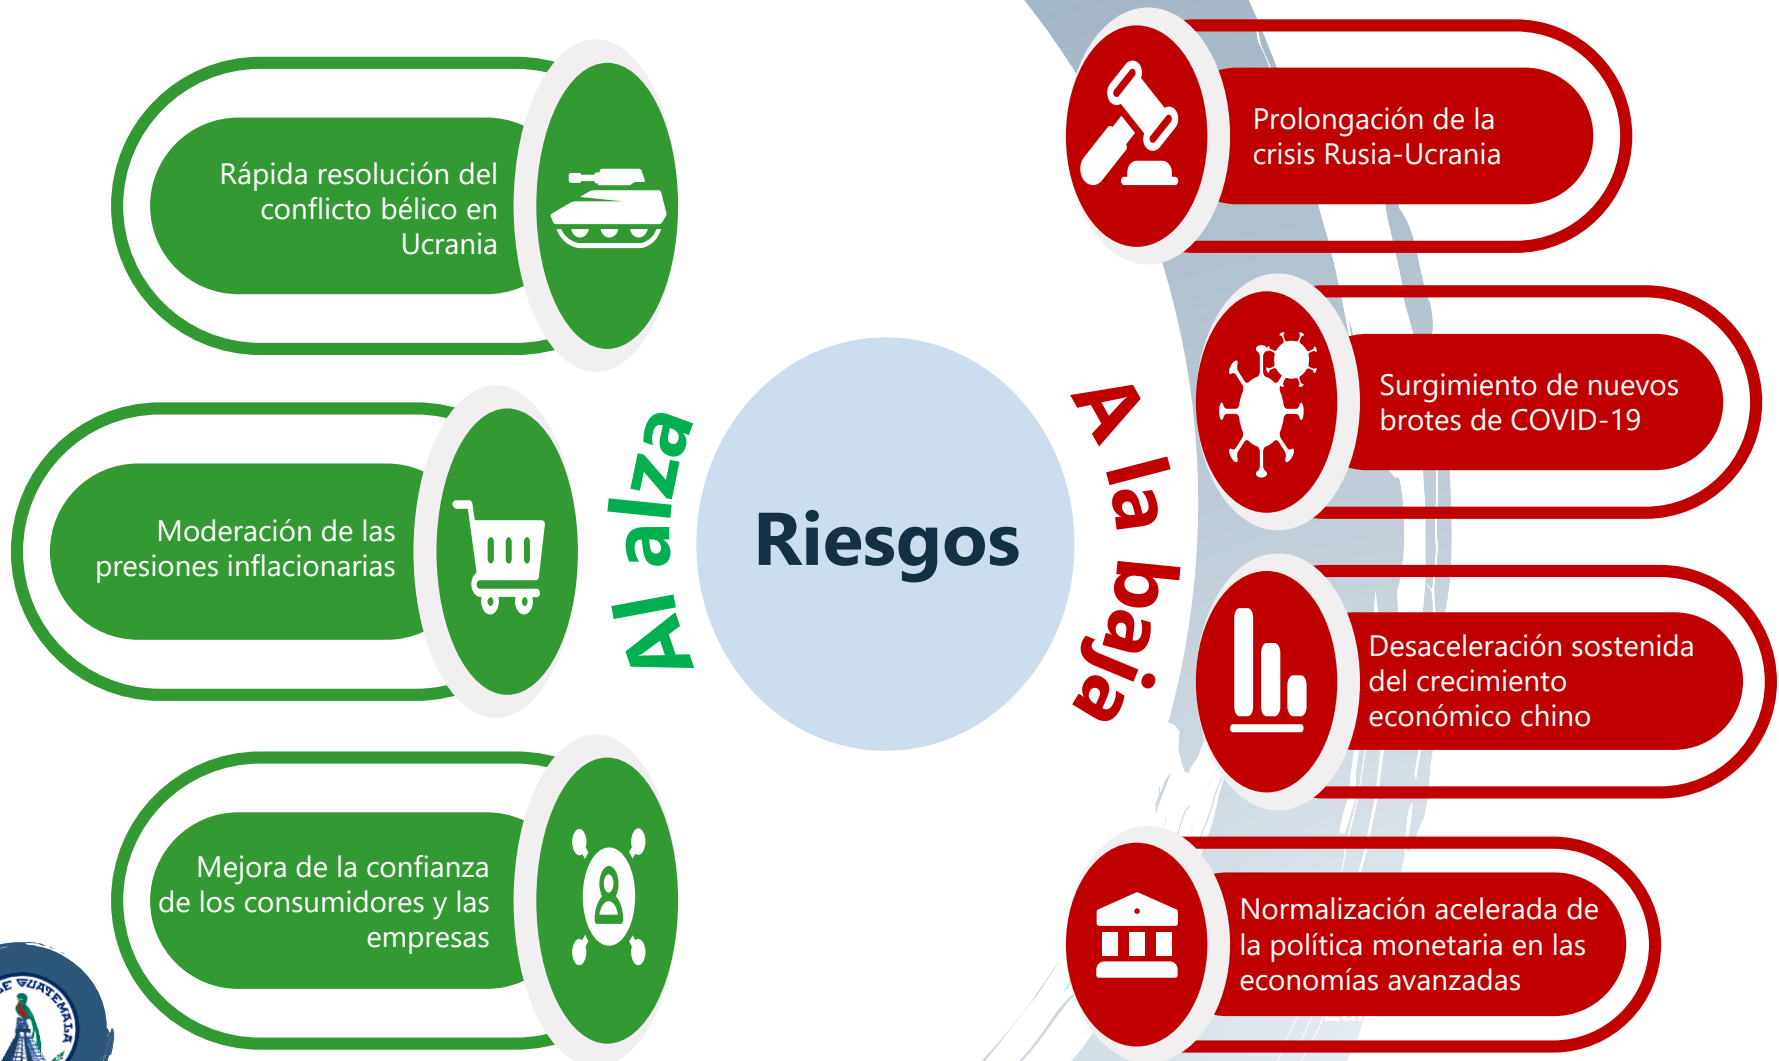 Rápida resolución del
conflicto bélico en
Ucrania
Moderación de las
presiones inflacionarias
Mejora de la confianza
de los consumidores y las
empresas
Al alza
Riesgos
A la baja
Prolongación de la
crisis Rusia-Ucrania
Surgimiento de nuevos
brotes de COVID-19
Desaceleración sostenida
del crecimiento
económico chino
Normalización acelerada de
la política monetaria en las
economías avanzadas
GUATEMALA